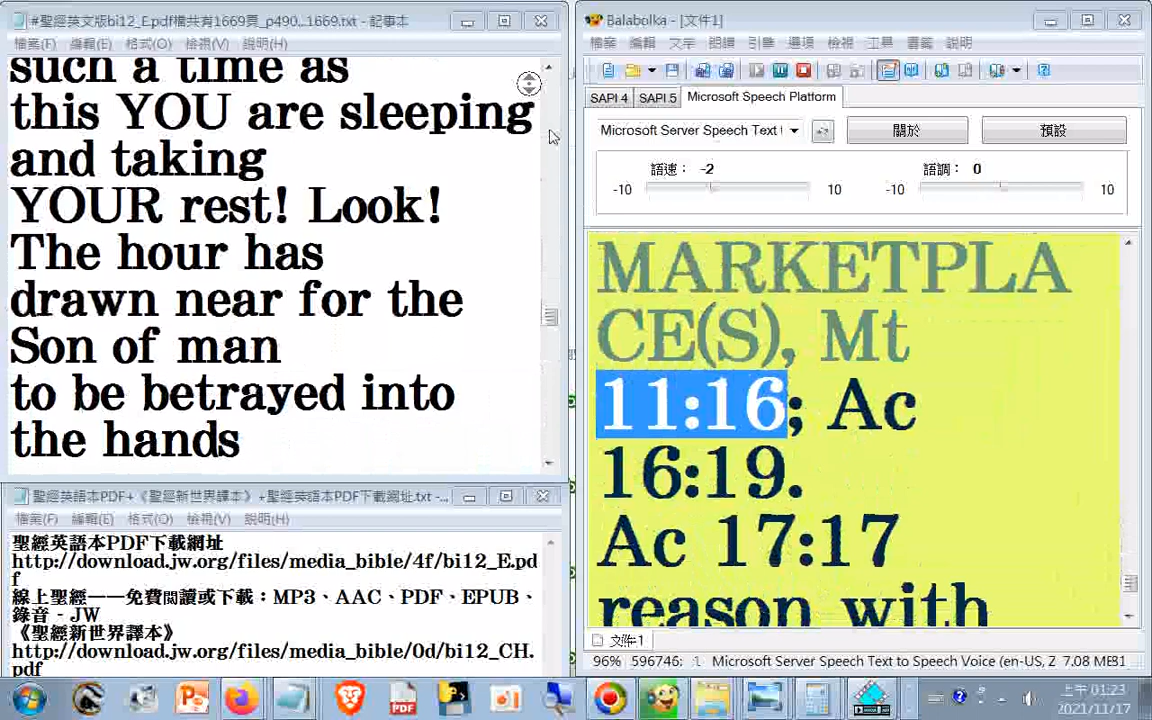 #聖經英文版bi12_E.pdf檔共有1669頁_p490,..1669.txt - 記事本
檔案(F) 編輯(E) 格式(O) 檢視(V) 說明(H)
such a time as
this YOU are sleeping
and taking
YOUR rest! Look!
The hour has
drawn near for the
Son of man
to be betrayed into
the hands
聖經英語本PDF+《聖經新世界譯本》+聖經英語本PDF下載網址.txt - ...
檔案(F) 編輯(E) 格式(O) 檢視(V) 說明(H)
聖經英語本PDF下載網址
http://download.jw.org/files/media_bible/4f/bi12_E.pd
f
線上聖經——免費閱讀或下載：MP3、AAC、PDF、EPUB、
錄音 - JW
《聖經新世界譯本》
http://download.jw.org/files/media_bible/0d/bi12_CH.
pdf
Balabolka - [文件1]
檔案 編輯 文字 朗讀 引擎 選項 檢視 工具 書籤 說明
SAPI 4 SAPI 5 Microsoft Speech Platform
Microsoft Server Speech Text 關於 預設
語速： -2 語調： 0
-10 10 -10 10
MARKETPLA
CE(S), Mt
11:16; Ac
16:19.
Ac 17:17
reason with
文件1
96% 596746: 1 Microsoft Server Speech Text to Speech Voice (en-US, Z 7.08 MB1
PDF
上午 01:23
2021/11/17